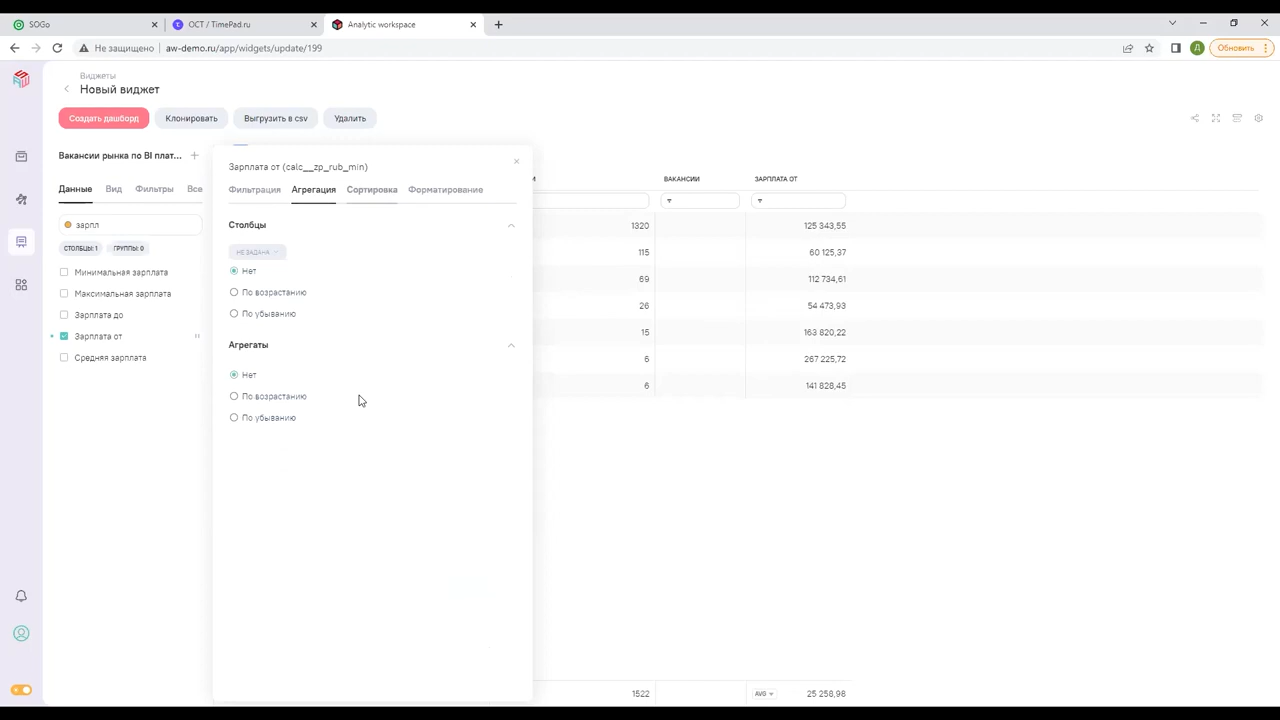 SOGo
ОСТ / TimePad.ru
Analytic workspace
Не защищено
aw-demo.ru/app/widgets/update/199
Д
Обновить
Виджеты
Новый виджет
Создать дашборд
Клонировать
Выгрузить в csv
Удалить
Вакансии рынка по BI плат...
Данные
Вид
Фильтры
Все
зарпл
СТОЛБЦЫ: 1
ГРУППЫ: 0
Минимальная зарплата
Максимальная зарплата
Зарплата до
Зарплата от
Средняя зарплата
Зарплата от (calc__zp_rub_min)
Фильтрация
Агрегация
Сортировка
Форматирование
Столбцы
НЕ ЗАДАНА
Нет
По возрастанию
По убыванию
Агрегаты
Нет
По возрастанию
По убыванию
И
ВАКАНСИИ
ЗАРПЛАТА ОТ
1320
125 343,55
115
60 125,37
69
112 734,61
26
54 473,93
15
163 820,22
6
267 225,72
6
141 828,45
1522
AVG
25 258,98